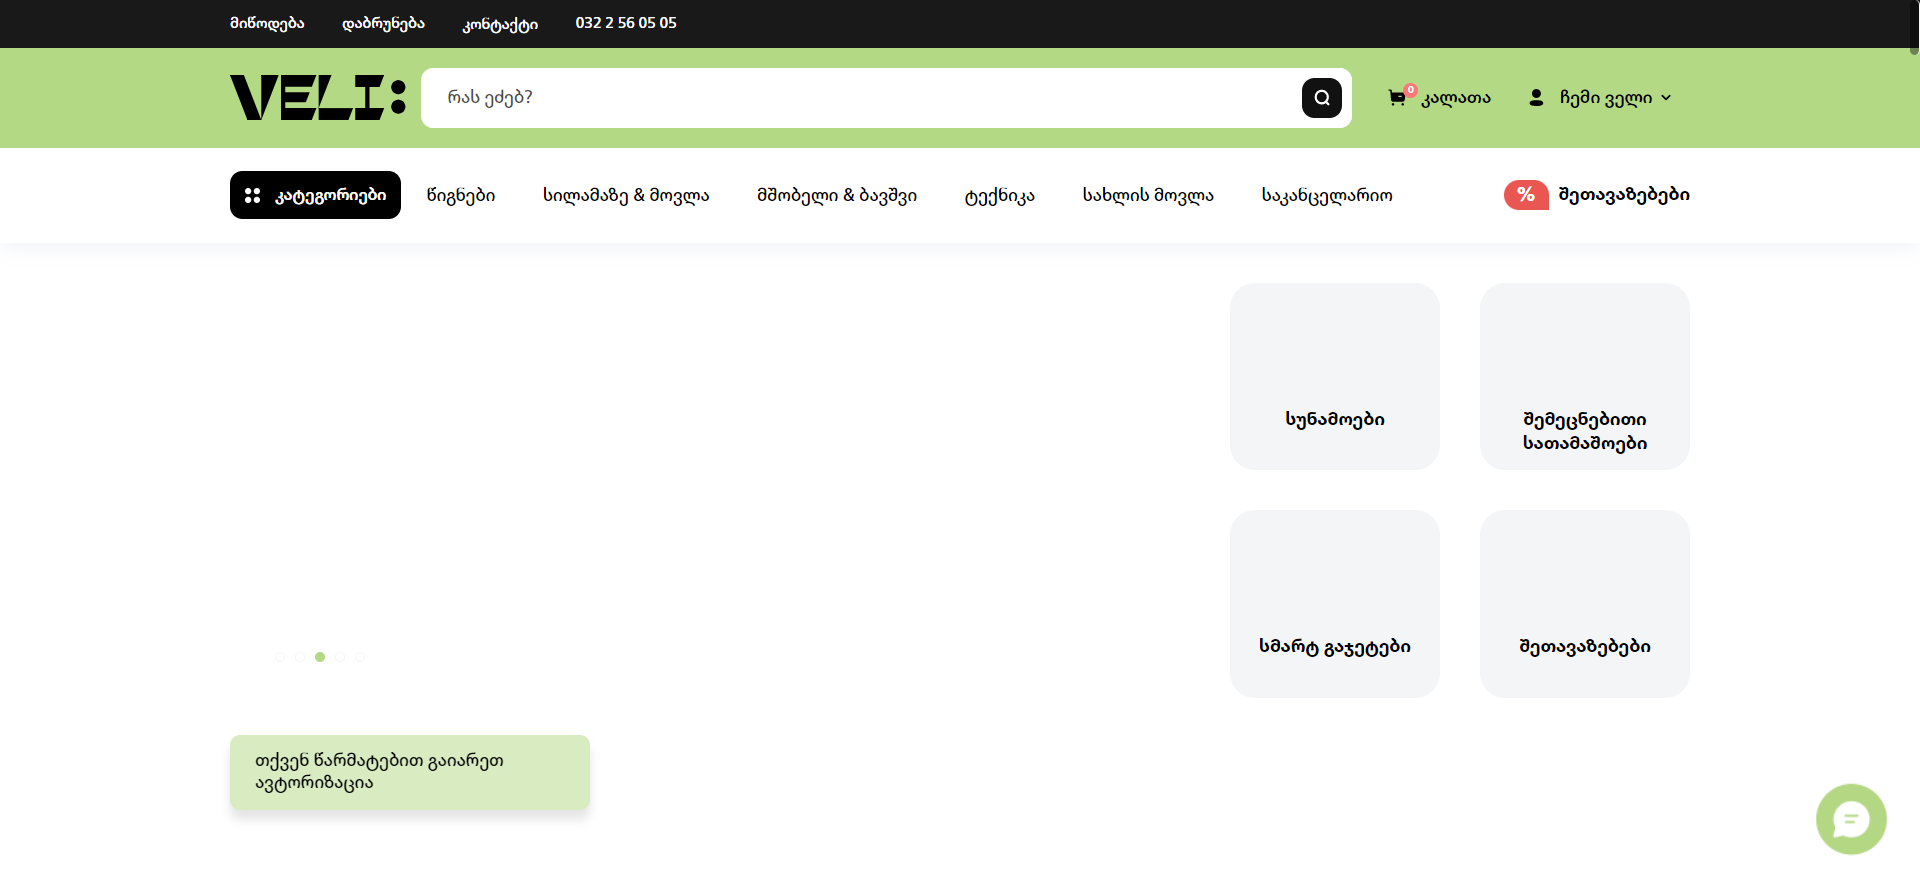 მიწოდება დაბრუნება კონტაქტი 032 2 56 05 05
VELI: რას ეძებ? 0 კალათა ჩემი ველი
კატეგორიები წიგნები სილამაზე & მოვლა მშობელი & ბავშვი ტექნიკა სახლის მოვლა საკანცელარიო % შეთავაზებები
სუნამოები
შემეცნებითი
სათამაშოები
სმარტ გაჯეტები
შეთავაზებები
თქვენ წარმატებით გაიარეთ
ავტორიზაცია